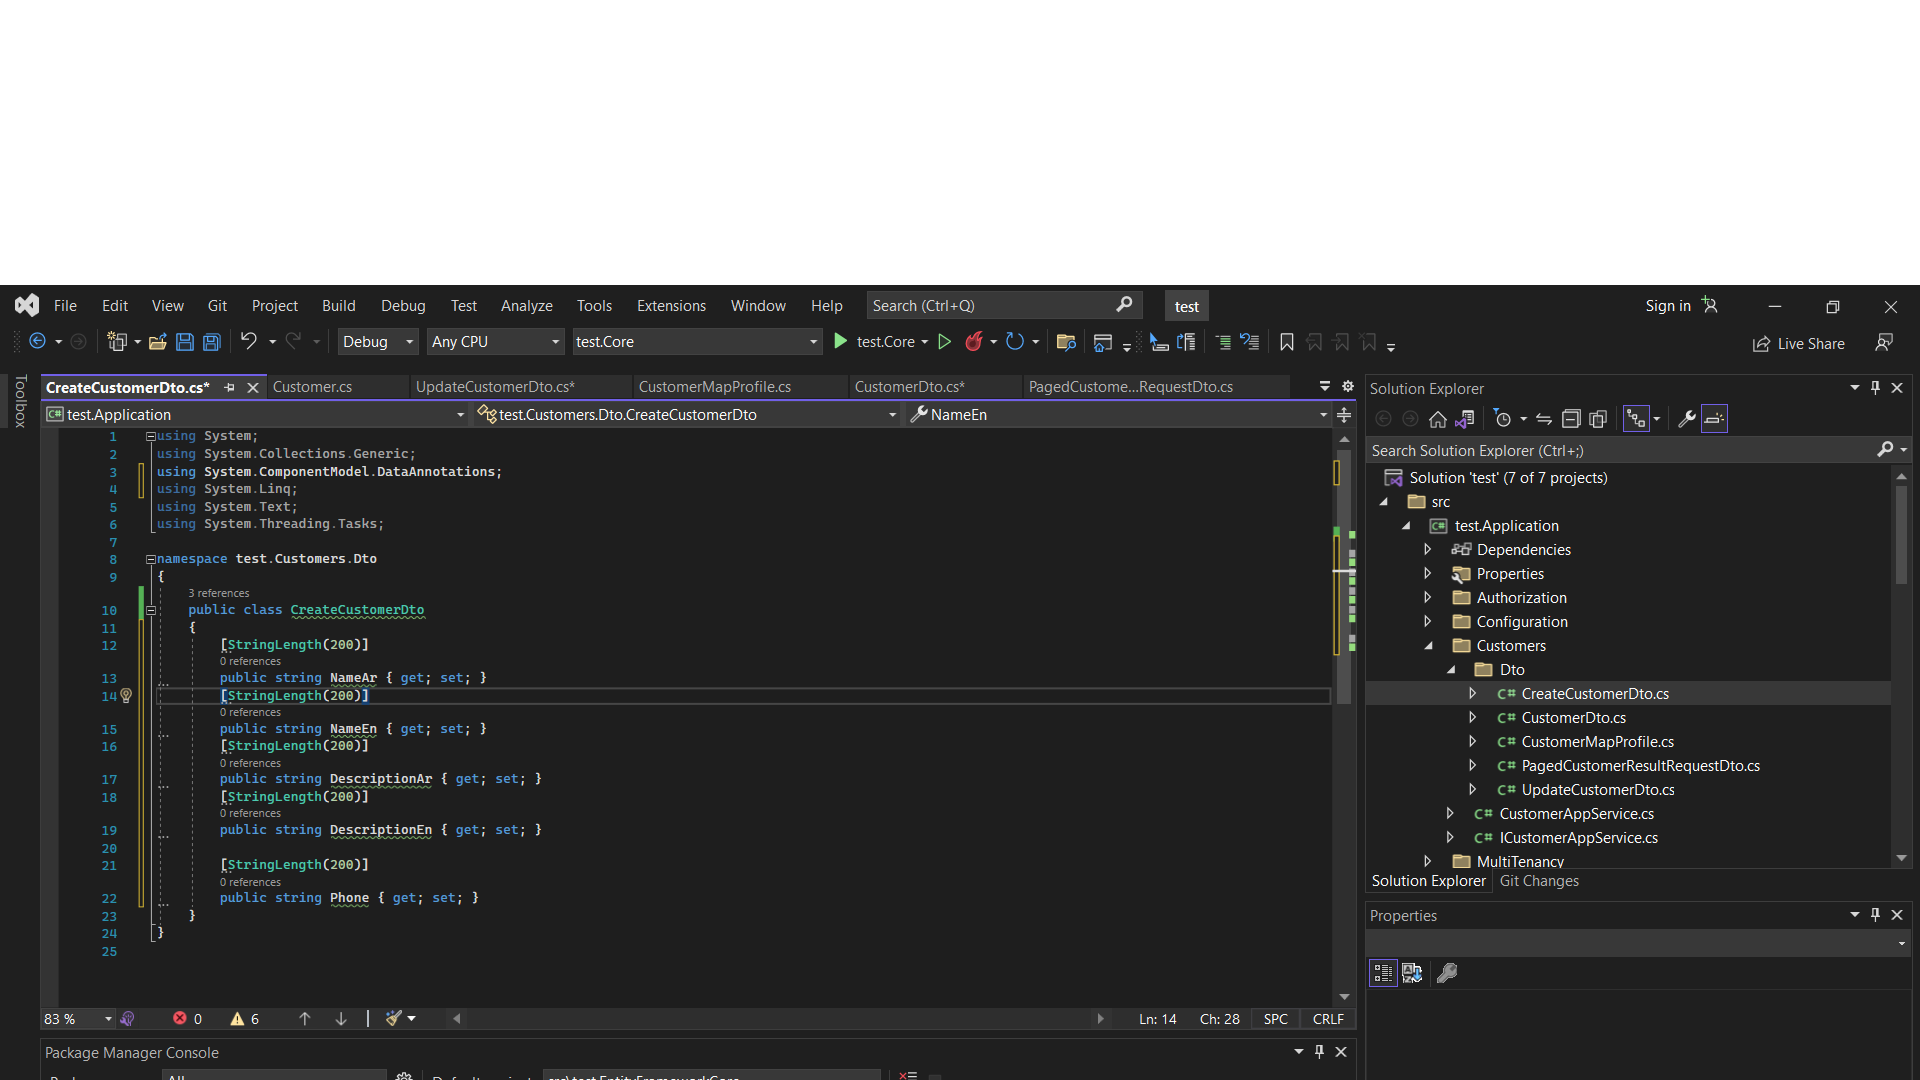 File Edit View Git Project Build Debug Test Analyze Tools Extensions Window Help Search (Ctrl+Q) test Sign in
Debug Any CPU test.Core test.Core Live Share
Toolbox
CreateCustomerDto.cs* Customer.cs UpdateCustomerDto.cs* CustomerMapProfile.cs CustomerDto.cs* PagedCustome...RequestDto.cs
C# test.Application test.Customers.Dto.CreateCustomerDto NameEn
1 using System;
2 using System.Collections.Generic;
3 using System.ComponentModel.DataAnnotations;
4 using System.Linq;
5 using System.Text;
6 using System.Threading.Tasks;
7
8 namespace test.Customers.Dto
9 {
3 references
10 public class CreateCustomerDto
11 {
12 [StringLength(200)]
0 references
13 public string NameAr { get; set; }
14 [StringLength(200)]
0 references
15 public string NameEn { get; set; }
16 [StringLength(200)]
0 references
17 public string DescriptionAr { get; set; }
18 [StringLength(200)]
0 references
19 public string DescriptionEn { get; set; }
20
21 [StringLength(200)]
0 references
22 public string Phone { get; set; }
23 }
24 }
25
83 % 0 6 Ln: 14 Ch: 28 SPC CRLF
Package Manager Console
All
Solution Explorer
Search Solution Explorer (Ctrl+;)
Solution 'test' (7 of 7 projects)
src
C# test.Application
Dependencies
Properties
Authorization
Configuration
Customers
Dto
C# CreateCustomerDto.cs
C# CustomerDto.cs
C# CustomerMapProfile.cs
C# PagedCustomerResultRequestDto.cs
C# UpdateCustomerDto.cs
C# CustomerAppService.cs
C# ICustomerAppService.cs
MultiTenancy
Solution Explorer Git Changes
Properties